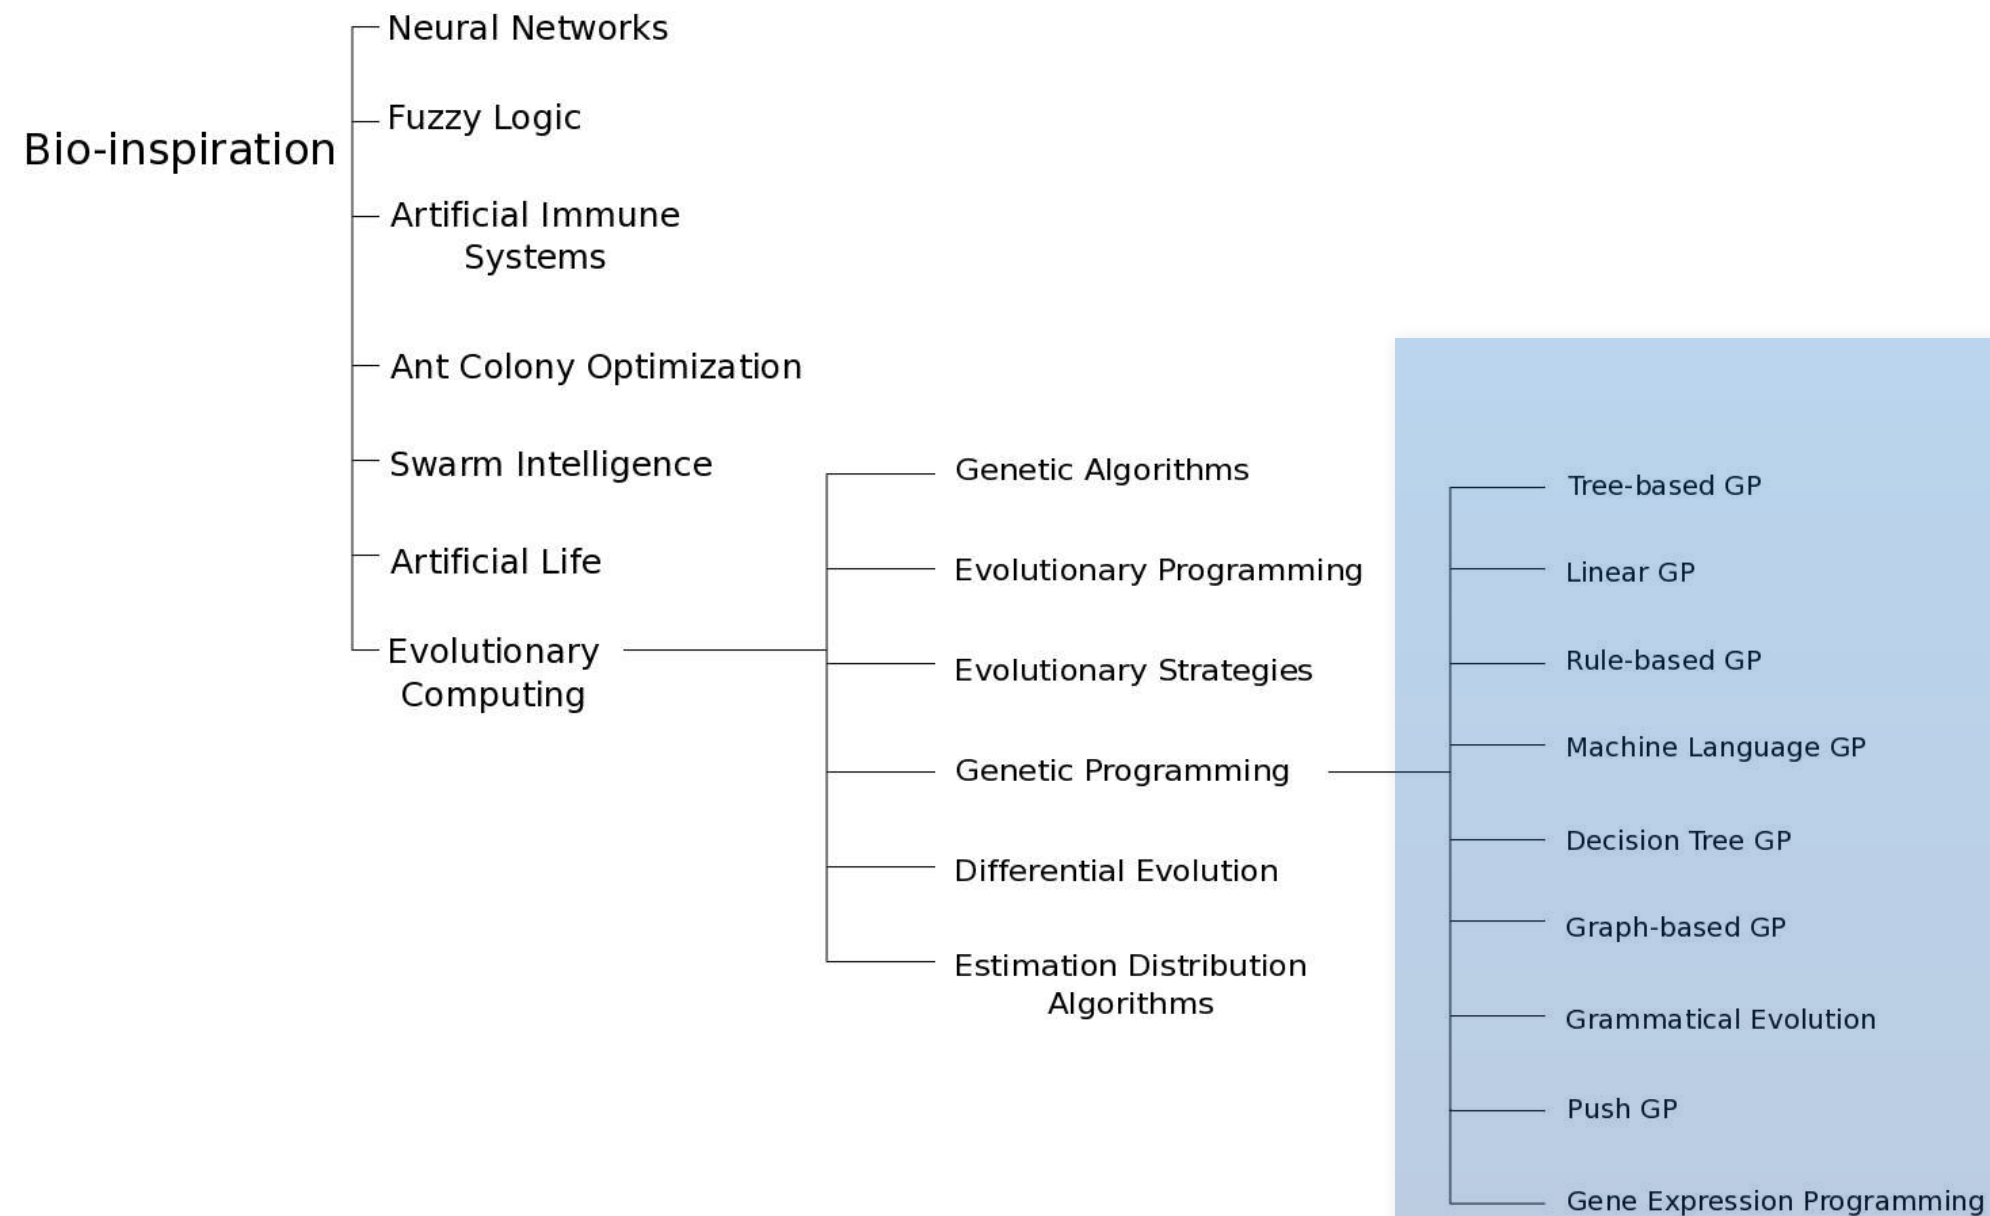 Bio-inspiration
Neural Networks
Fuzzy Logic
Artificial Immune
Systems
Ant Colony Optimization
Swarm Intelligence
Artificial Life
Evolutionary
Computing
Genetic Algorithms
Evolutionary Programming
Evolutionary Strategies
Genetic Programming
Differential Evolution
Estimation Distribution
Algorithms
Tree-based GP
Linear GP
Rule-based GP
Machine Language GP
Decision Tree GP
Graph-based GP
Grammatical Evolution
Push GP
Gene Expression Programming